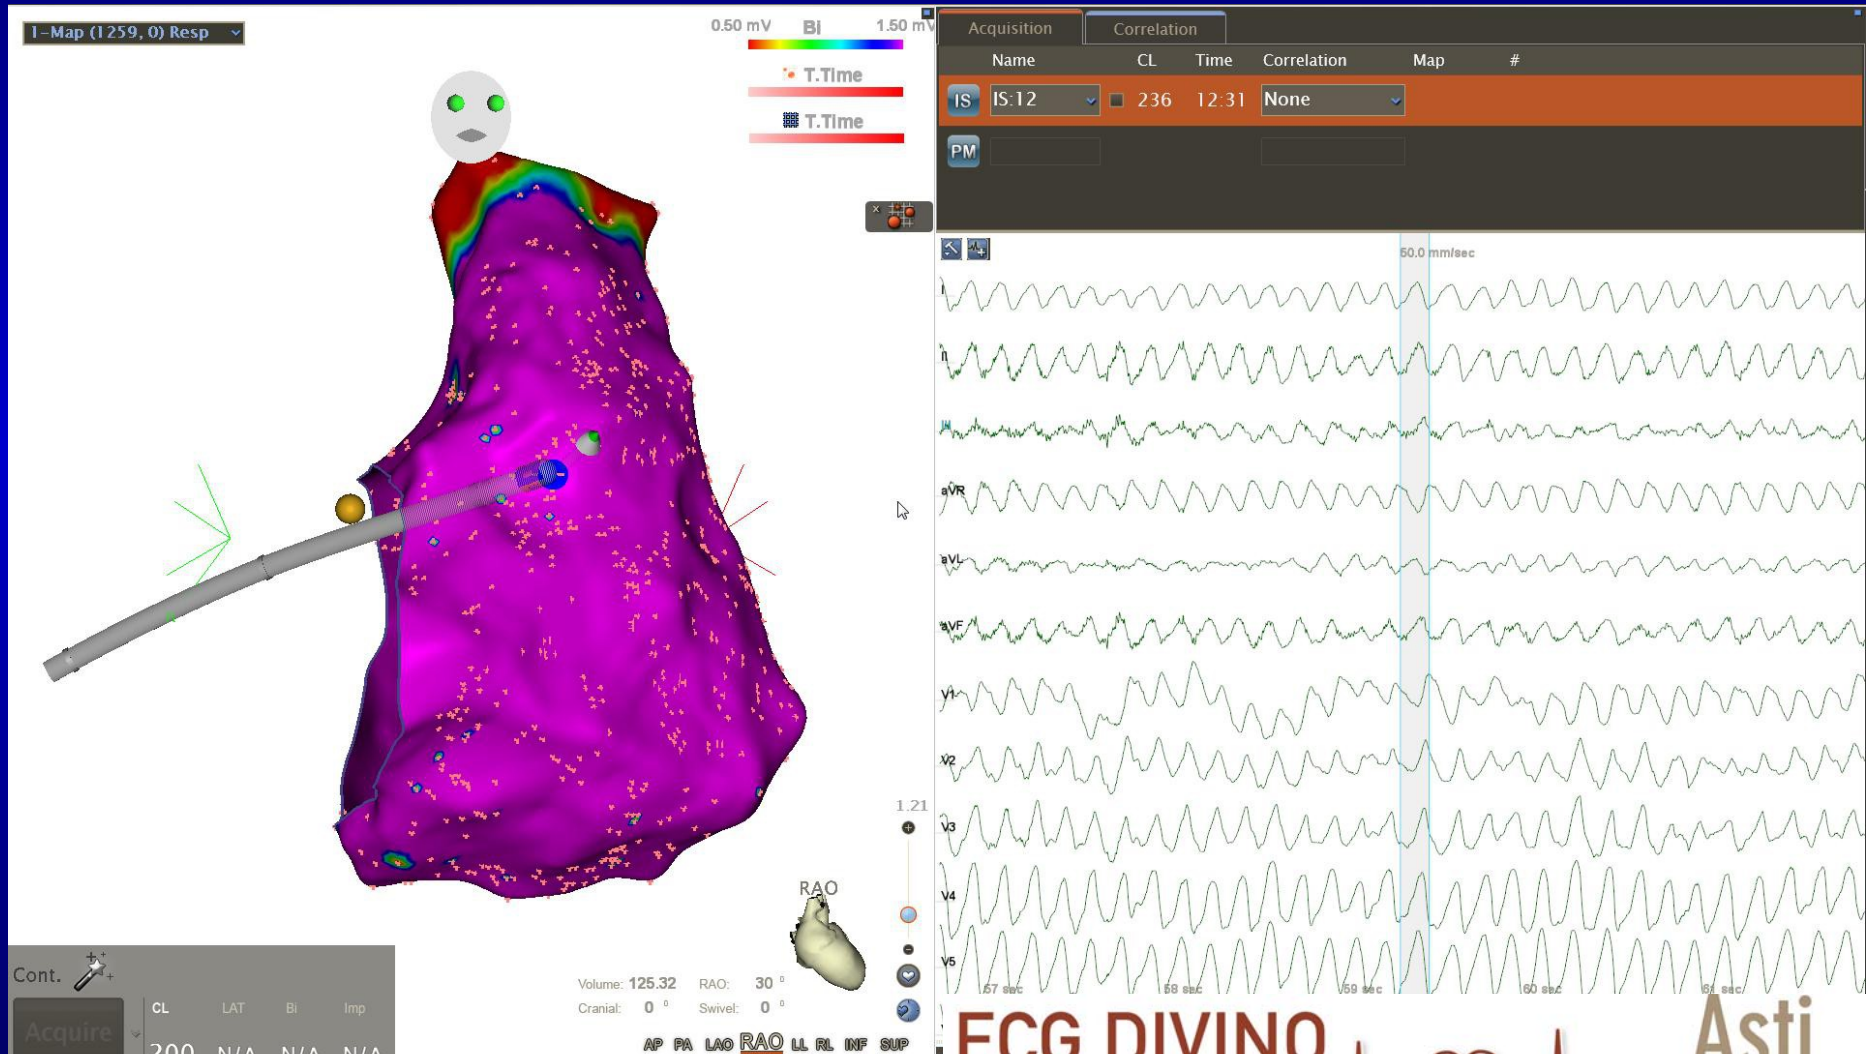 1-Map (1259, 0) Resp
0.50 mV Bi 1.50 mV
T.Time
T.Time
x
1.21
RAO
Cont.
Acquire
CL LAT Bi Imp
200 N/A N/A N/A
Volume: 125.32 RAO: 30 °
Cranial: 0 ° Swivel: 0 °
AP PA LAO RAO LL RL INF SUP
Acquisition Correlation
Name CL Time Correlation Map #
IS IS:12 236 12:31 None
PM
50.0 mm/sec
I
II
III
aVR
aVL
aVF
V1
V2
V3
V4
V5
57 sec 58 sec 59 sec 60 sec 61 sec
ECG DIVINO
Asti